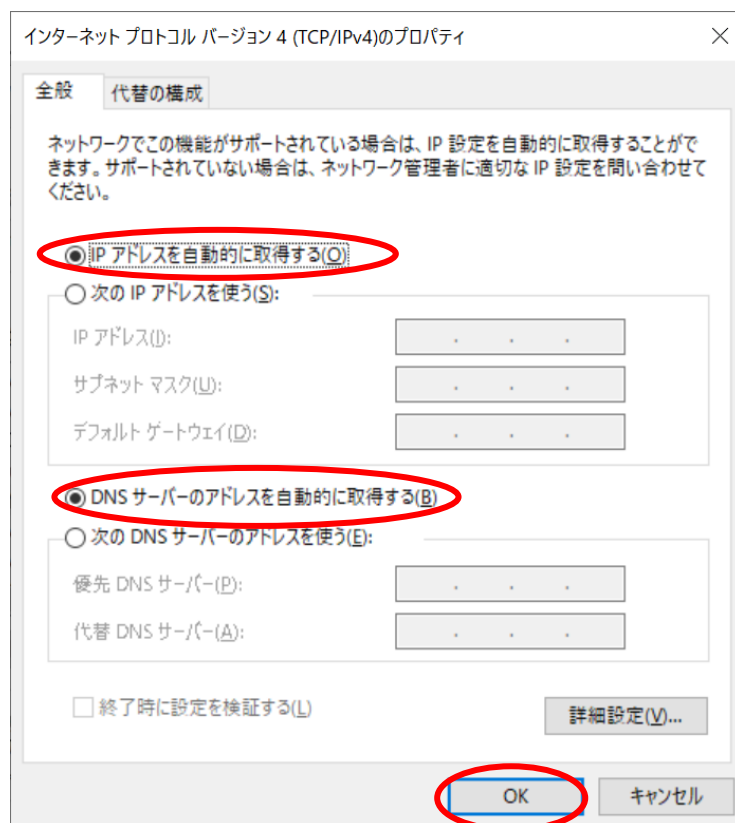 インターネット プロトコル バージョン 4 (TCP/IPv4)のプロパティ
全般
代替の構成
ネットワークでこの機能がサポートされている場合は、IP 設定を自動的に取得することがで
きます。サポートされていない場合は、ネットワーク管理者に適切な IP 設定を問い合わせて
ください。
IP アドレスを自動的に取得する(O)
次の IP アドレスを使う(S):
IP アドレス(I):
サブネット マスク(U):
デフォルト ゲートウェイ(D):
DNS サーバーのアドレスを自動的に取得する(B)
次の DNS サーバーのアドレスを使う(E):
優先 DNS サーバー(P):
代替 DNS サーバー(A):
終了時に設定を検証する(L)
詳細設定(V)...
OK
キャンセル